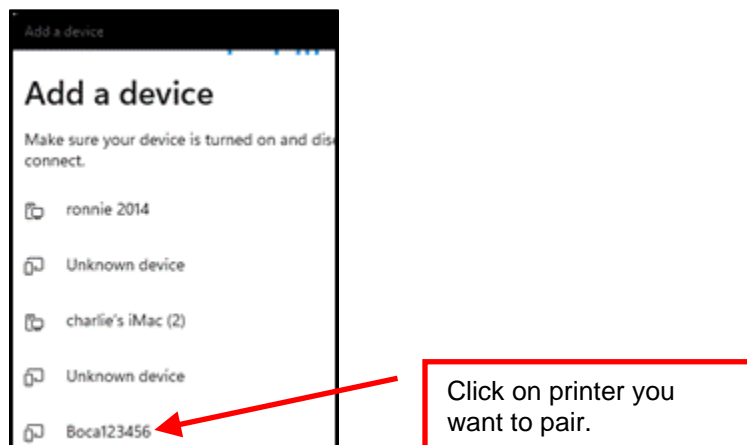 Add a device
Add a device
Make sure your device is turned on and
connect.
ronnie 2014
Unknown device
charlie's iMac (2)
Unknown device
Boca123456
Click on printer you
want to pair.